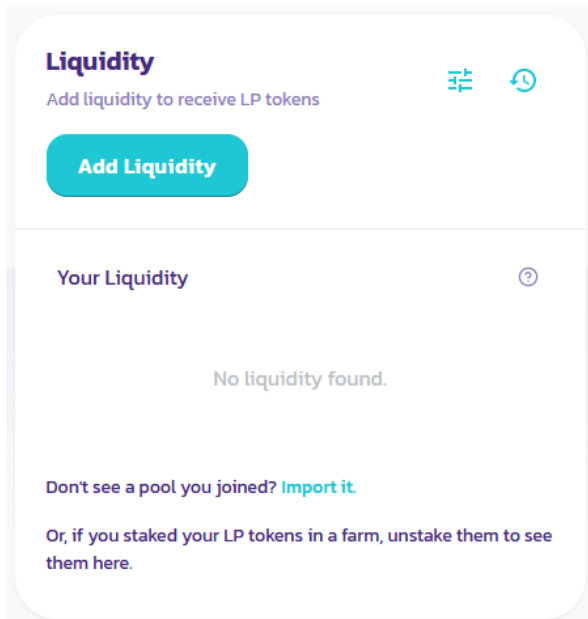 Liquidity
Add liquidity to receive LP tokens
Add Liquidity
Your Liquidity
No liquidity found.
Don't see a pool you joined? Import it.
Or, if you staked your LP tokens in a farm, unstake them to see
them here.